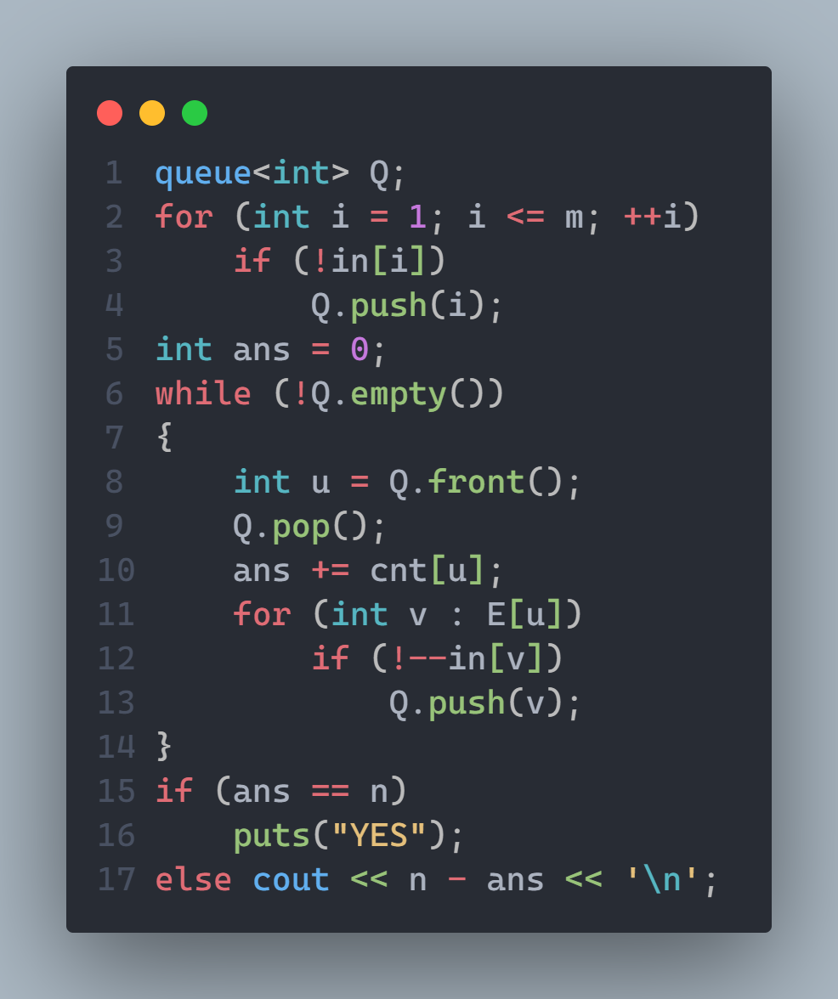 1 queue<int> Q;
2 for (int i = 1; i <= m; ++i)
3     if (!in[i])
4         Q.push(i);
5 int ans = 0;
6 while (!Q.empty())
7 {
8     int u = Q.front();
9     Q.pop();
10     ans += cnt[u];
11     for (int v : E[u])
12         if (!--in[v])
13             Q.push(v);
14 }
15 if (ans == n)
16     puts("YES");
17 else cout << n - ans << '\n';